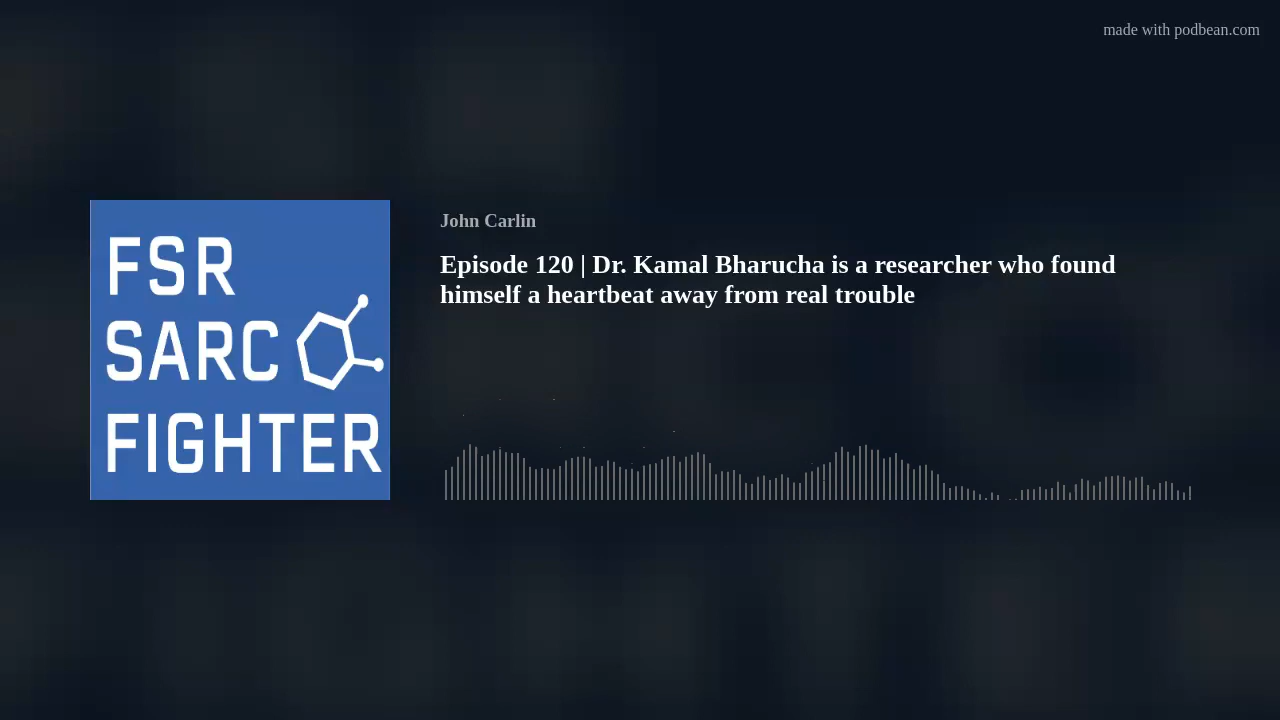 made with podbean.com
FSR
SARC
FIGHTER
John Carlin
Episode 120 | Dr. Kamal Bharucha is a researcher who found
himself a heartbeat away from real trouble